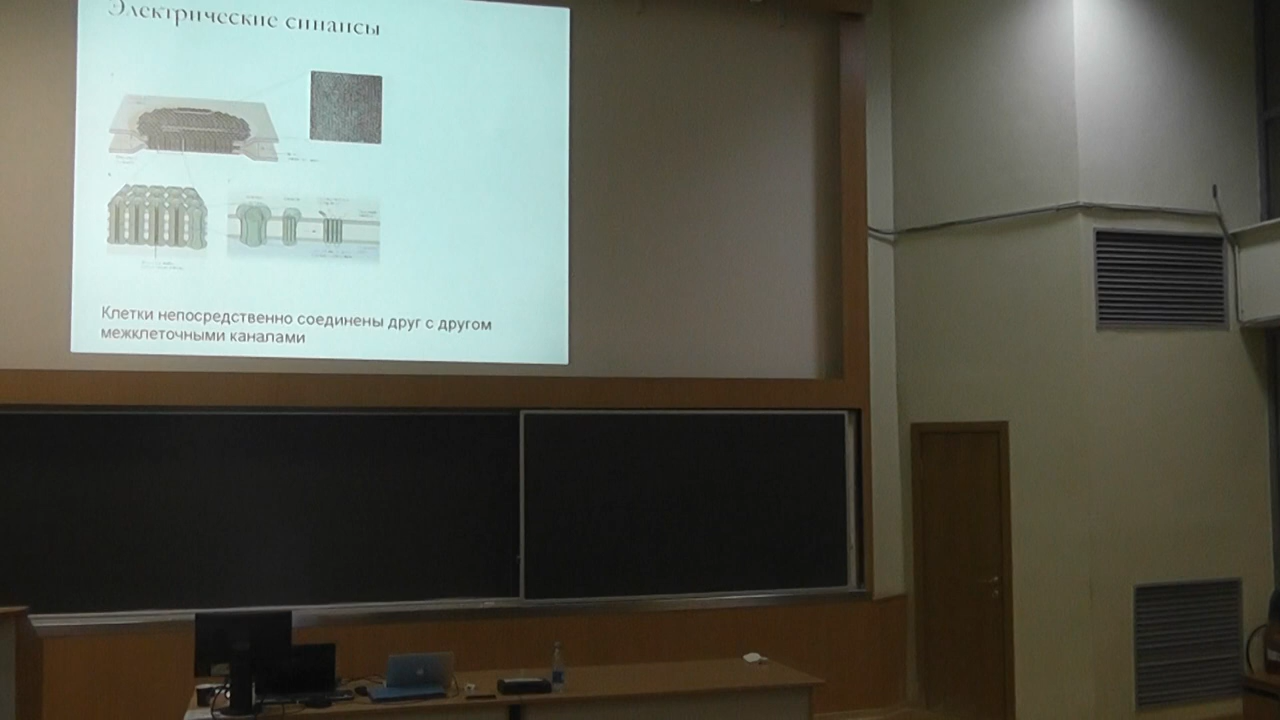 Электрические синапсы
Клетки непосредственно соединены друг с другом
межклеточными каналами